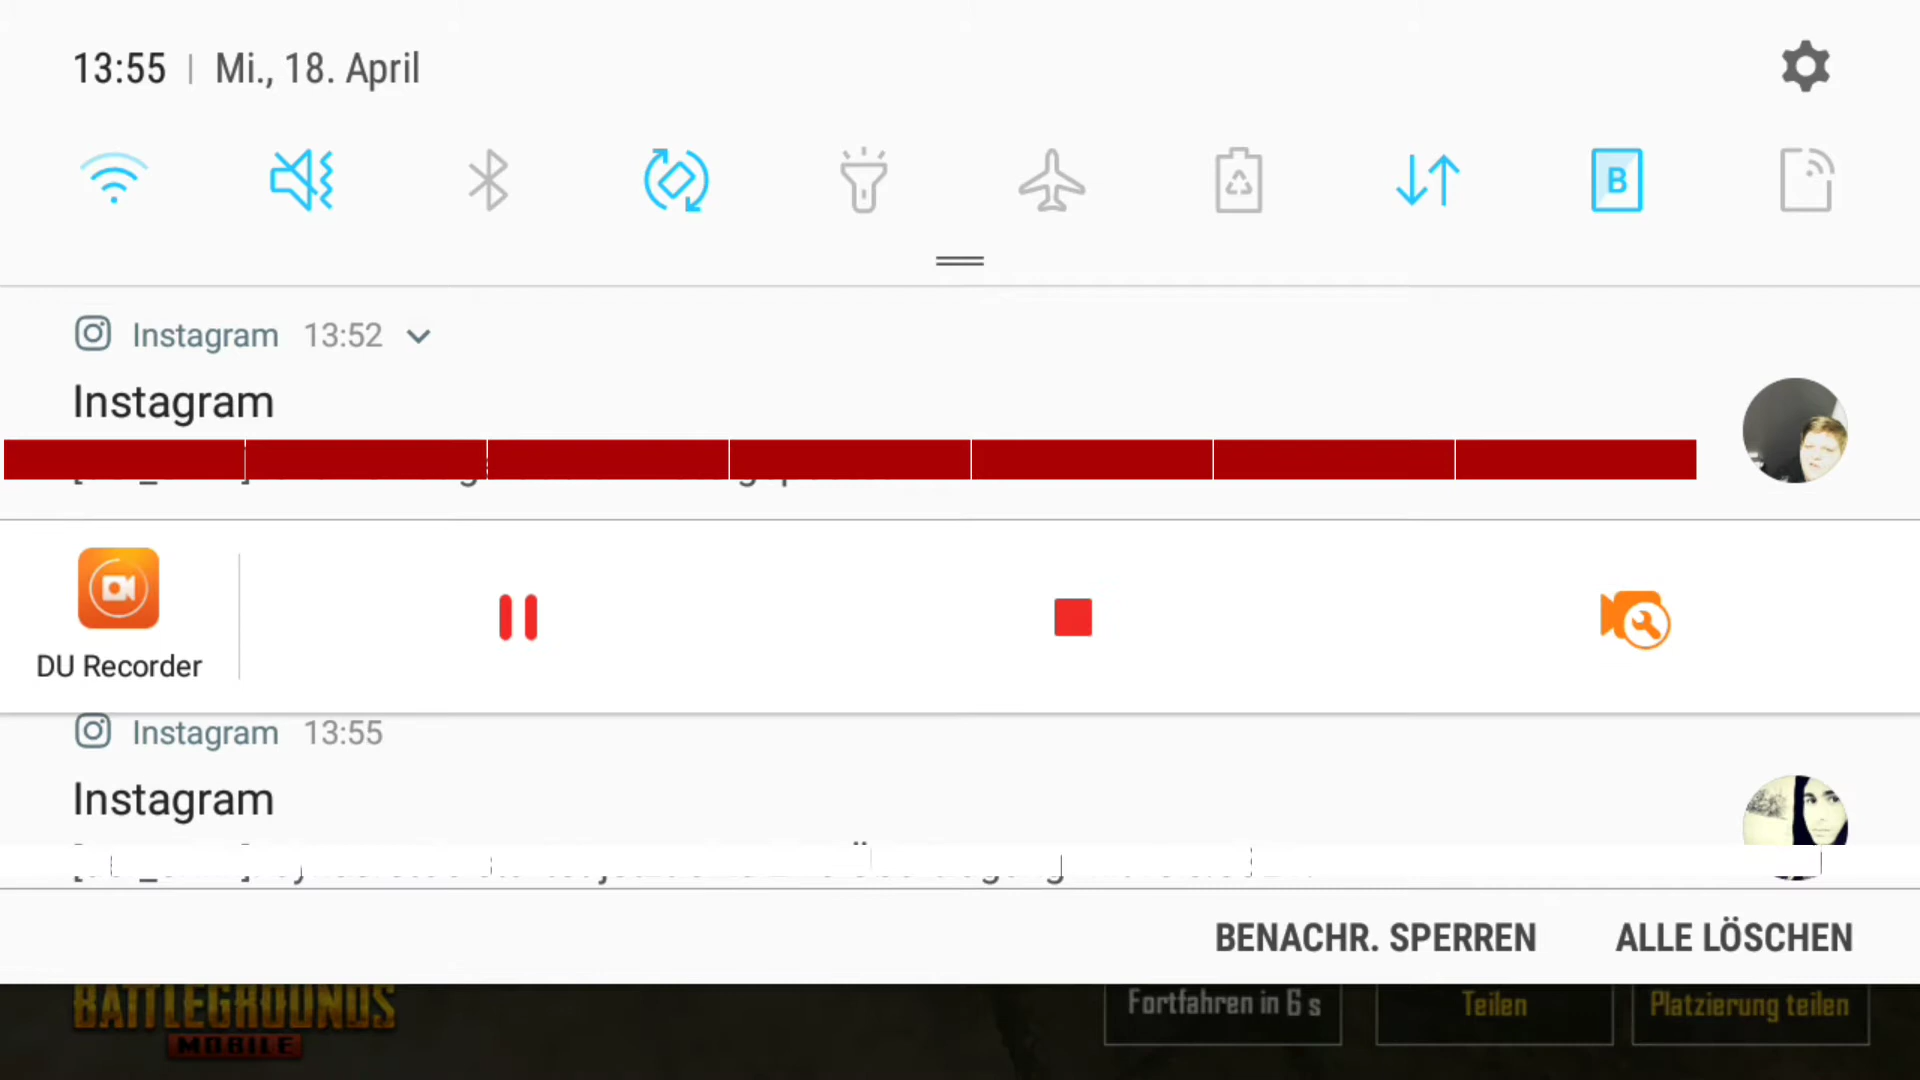 13:55 | Mi., 18. April
B
Instagram 13:52
Instagram
DU Recorder
Instagram 13:55
Instagram
BENACHR. SPERREN ALLE LÖSCHEN
BATTLEGROUNDS
MOBILE
Fortfahren in 6 s
Teilen
Platzierung teilen